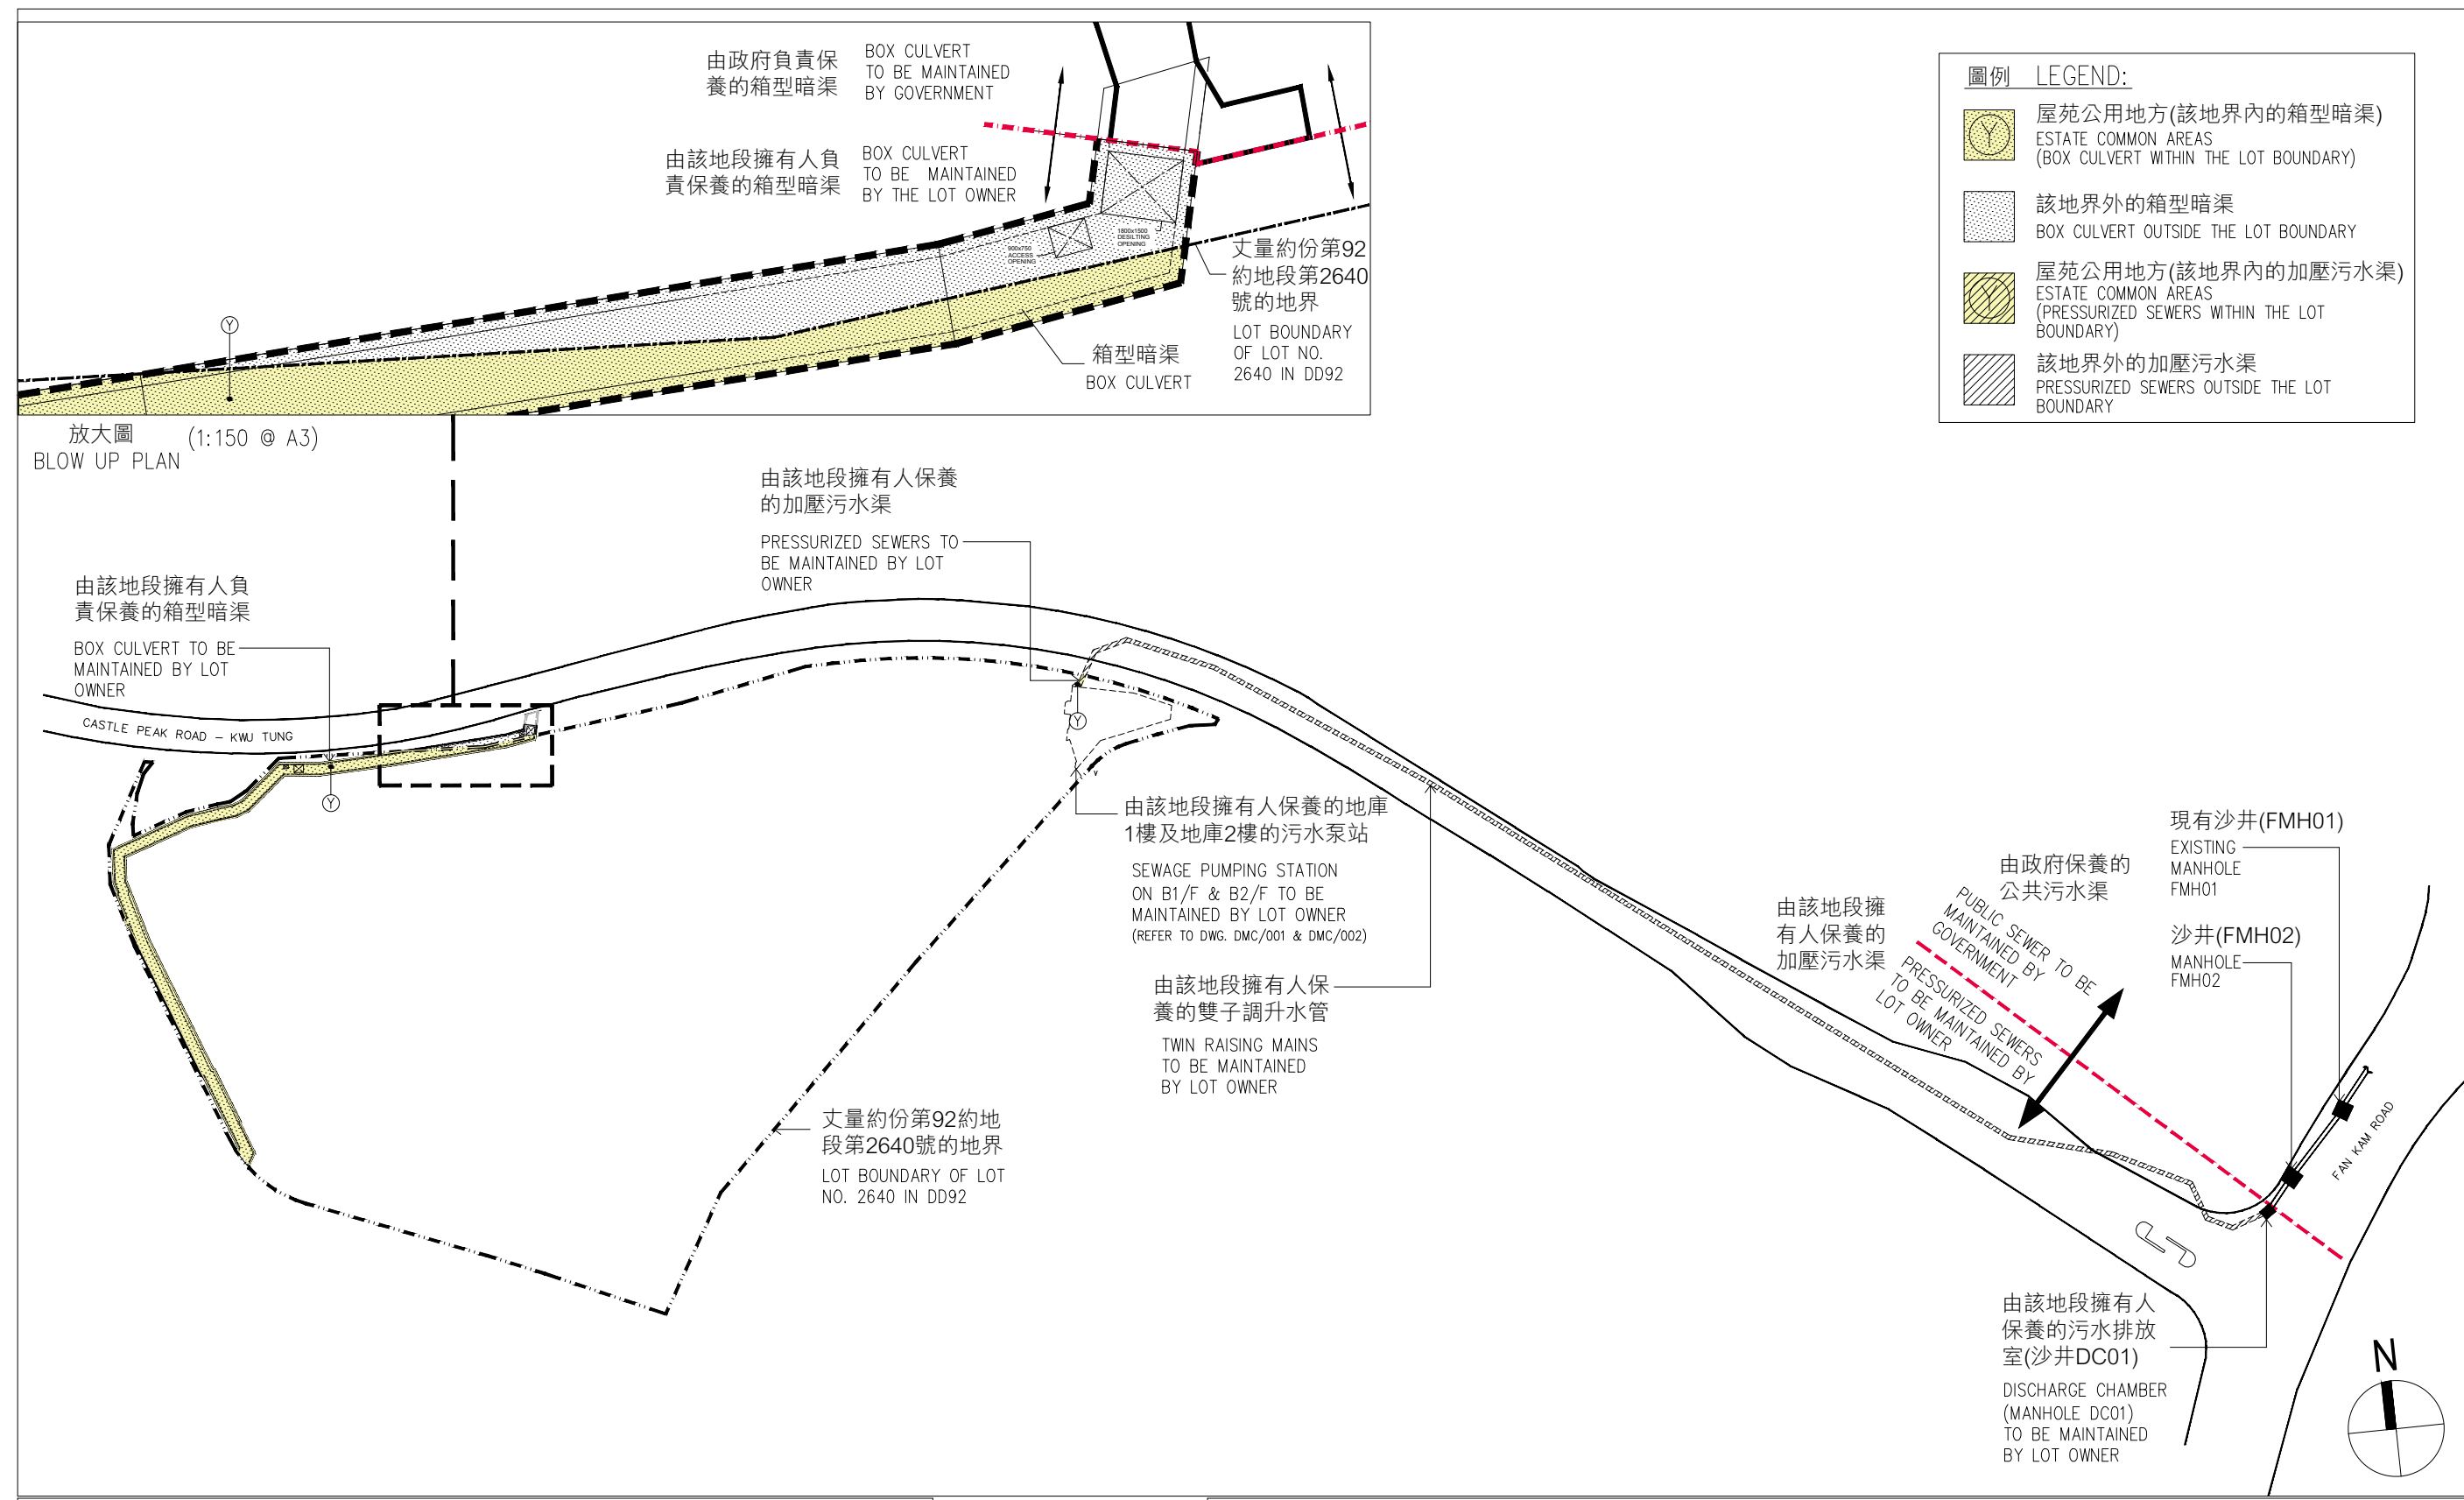 由政府負責保
養的箱型暗渠
BOX CULVERT
TO BE MAINTAINED
BY GOVERNMENT
由該地段擁有人負
責保養的箱型暗渠
BOX CULVERT
TO BE MAINTAINED
BY THE LOT OWNER
900x750
ACCESS
OPENING
1800x1500
DESILTING
OPENING
丈量約份第92
約地段第2640
號的地界
LOT BOUNDARY
OF LOT NO.
2640 IN DD92
箱型暗渠
BOX CULVERT
Y
放大圖 (1:150 @ A3)
BLOW UP PLAN
圖例 LEGEND:
Y
屋苑公用地方(該地界內的箱型暗渠)
ESTATE COMMON AREAS
(BOX CULVERT WITHIN THE LOT BOUNDARY)
該地界外的箱型暗渠
BOX CULVERT OUTSIDE THE LOT BOUNDARY
Y
屋苑公用地方(該地界內的加壓污水渠)
ESTATE COMMON AREAS
(PRESSURIZED SEWERS WITHIN THE LOT
BOUNDARY)
該地界外的加壓污水渠
PRESSURIZED SEWERS OUTSIDE THE LOT
BOUNDARY
由該地段擁有人保養
的加壓污水渠
PRESSURIZED SEWERS TO
BE MAINTAINED BY LOT
OWNER
由該地段擁有人負
責保養的箱型暗渠
BOX CULVERT TO BE
MAINTAINED BY LOT
OWNER
CASTLE PEAK ROAD – KWU TUNG
Y
Y
由該地段擁有人保養的地庫
1樓及地庫2樓的污水泵站
SEWAGE PUMPING STATION
ON B1/F & B2/F TO BE
MAINTAINED BY LOT OWNER
(REFER TO DWG. DMC/001 & DMC/002)
由該地段擁有人保
養的雙子調升水管
TWIN RAISING MAINS
TO BE MAINTAINED
BY LOT OWNER
丈量約份第92約地
段第2640號的地界
LOT BOUNDARY OF LOT
NO. 2640 IN DD92
由該地段擁
有人保養的
加壓污水渠
由政府保養的
公共污水渠
PUBLIC SEWER TO BE
MAINTAINED BY
GOVERNMENT
PRESSURIZED SEWERS
TO BE MAINTAINED BY
LOT OWNER
現有沙井(FMH01)
EXISTING
MANHOLE
FMH01
沙井(FMH02)
MANHOLE
FMH02
FAN KAM ROAD
由該地段擁有人
保養的污水排放
室(沙井DC01)
DISCHARGE CHAMBER
(MANHOLE DC01)
TO BE MAINTAINED
BY LOT OWNER
N